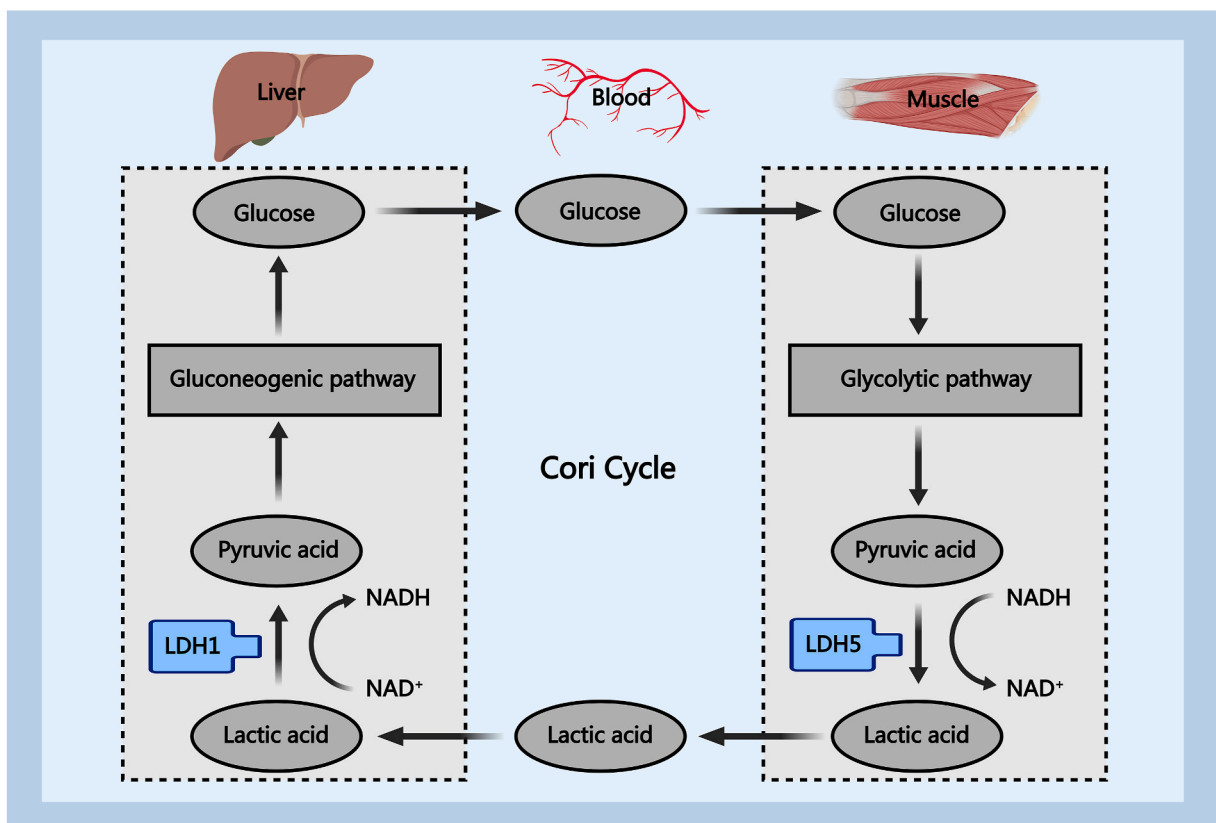 Liver
Blood
Muscle
Glucose
Glucose
Glucose
Gluconeogenic pathway
Glycolytic pathway
Cori Cycle
Pyruvic acid
Pyruvic acid
NADH
NADH
LDH1
LDH5
NAD⁺
NAD⁺
Lactic acid
Lactic acid
Lactic acid